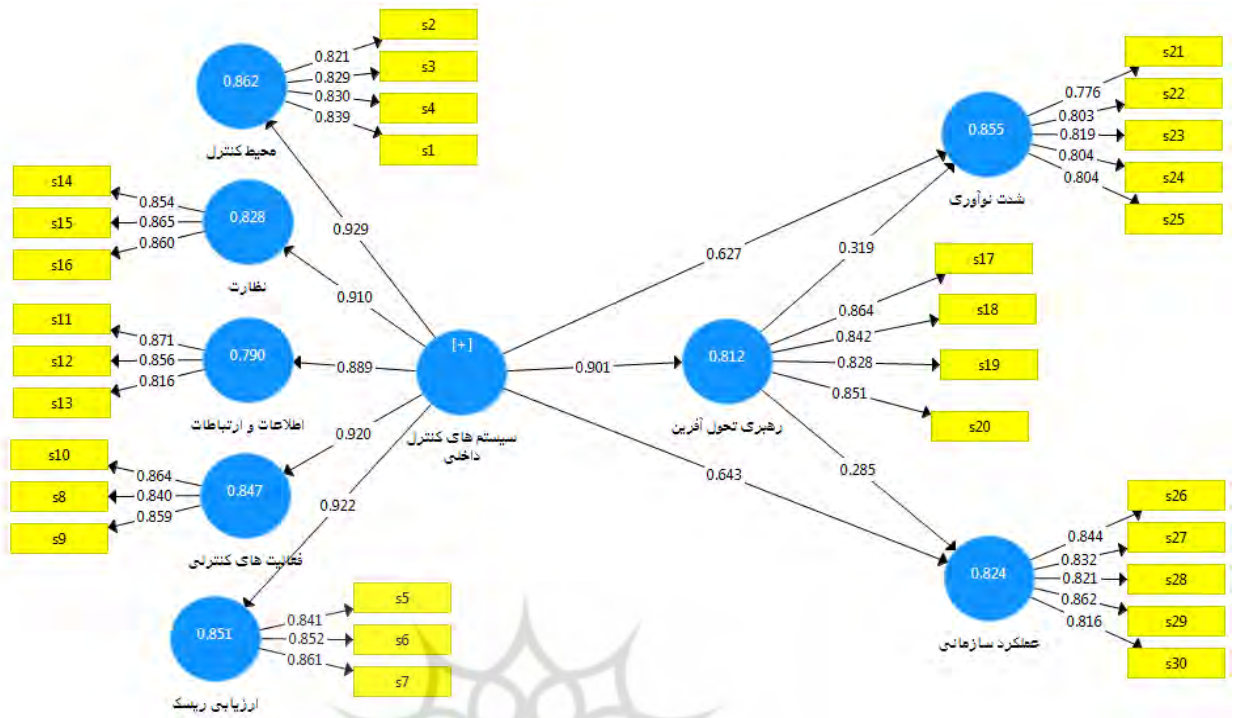 s2
s3
s4
s1
0.821
0.829
0.830
0.839
0.862
محیط کنترل
s14
s15
s16
0.854
0.865
0.860
0.828
نظارت
s11
s12
s13
0.871
0.856
0.816
0.790
اطلاعات و ارتباطات
s10
s8
s9
0.864
0.840
0.859
0.847
فعالیت های کنترلی
s5
s6
s7
0.841
0.852
0.861
0.851
ارزیابی ریسک
0.929
0.910
0.889
0.920
0.922
[+]
سیستم های کنترل
داخلی
0.627
0.901
0.643
0.812
رهبری تحول آفرین
0.319
0.285
0.864
0.842
0.828
0.851
s17
s18
s19
s20
0.855
شدت نوآوری
0.776
0.803
0.819
0.804
0.804
s21
s22
s23
s24
s25
0.824
عملکرد سازمانی
0.844
0.832
0.821
0.862
0.816
s26
s27
s28
s29
s30